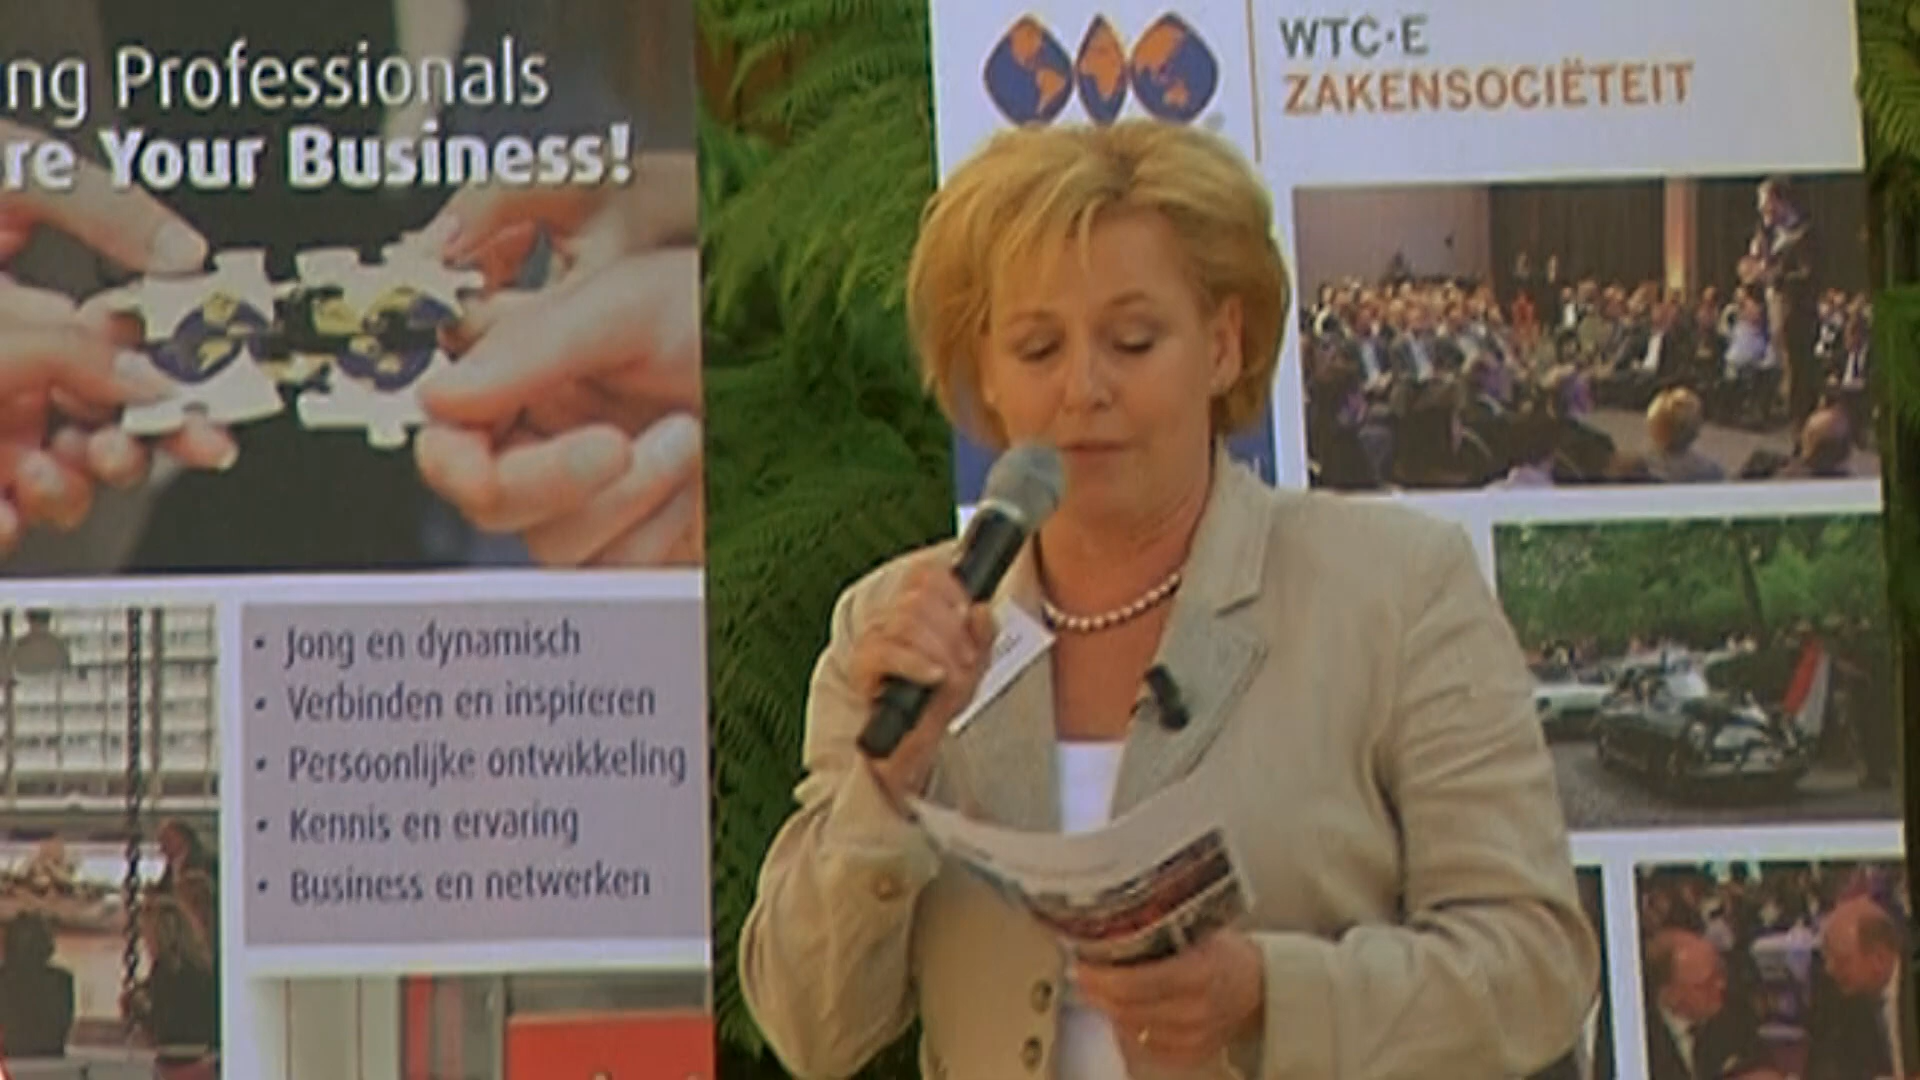 ng Professionals
re Your Business!
• Jong en dynamisch
• Verbinden en inspireren
• Persoonlijke ontwikkeling
• Kennis en ervaring
• Business en netwerken
WTC·E
ZAKENSOCIËTEIT